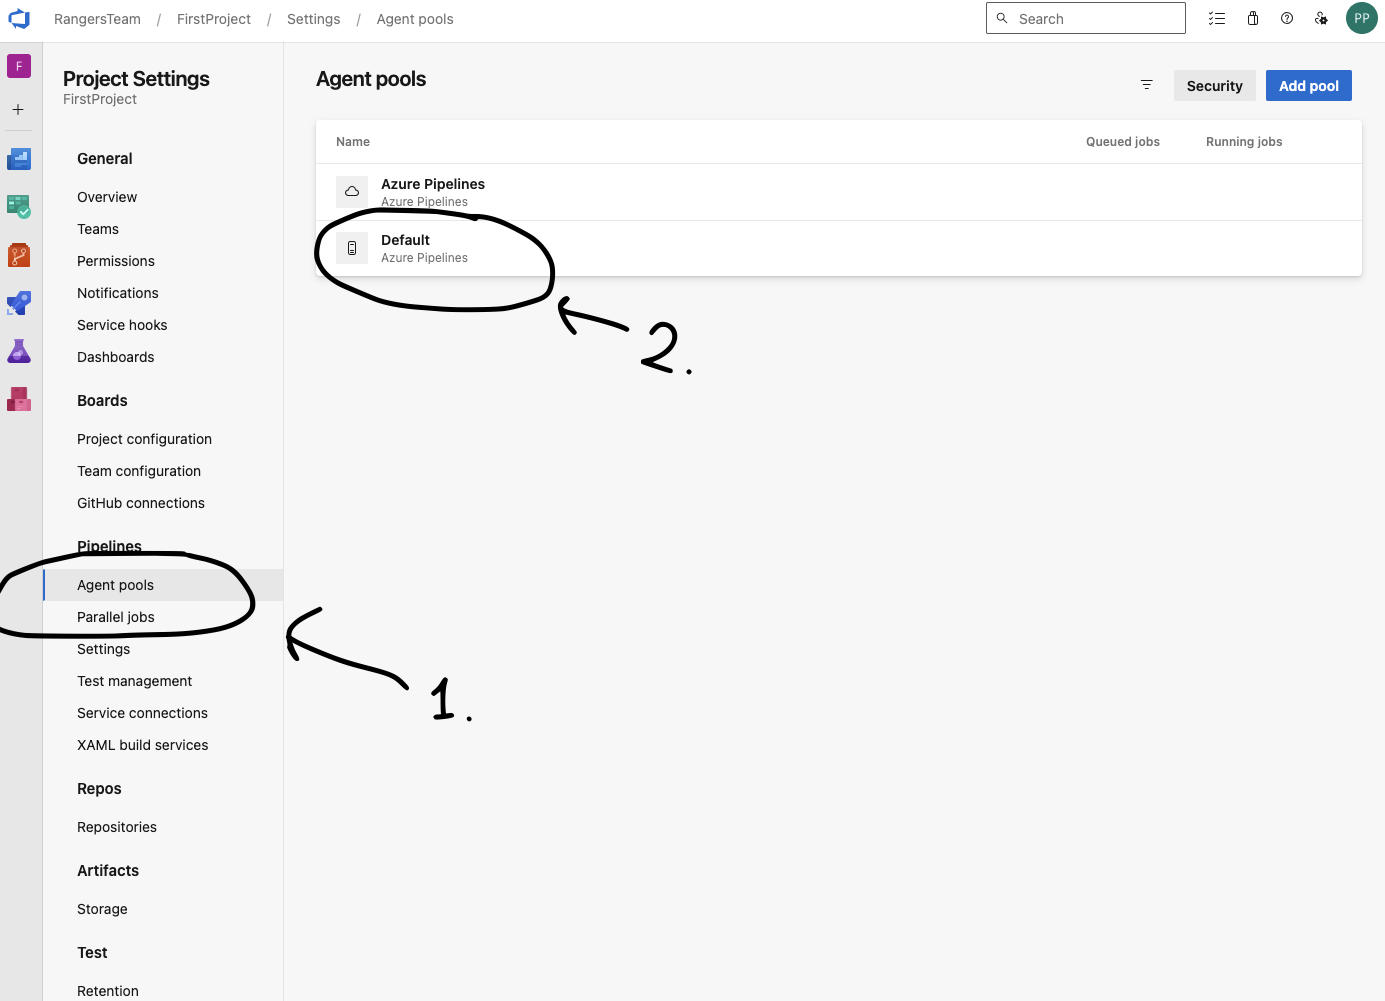 RangersTeam / FirstProject / Settings / Agent pools
Search
PP
F
Project Settings
FirstProject
General
Overview
Teams
Permissions
Notifications
Service hooks
Dashboards
Boards
Project configuration
Team configuration
GitHub connections
Pipelines
Agent pools
Parallel jobs
Settings
Test management
Service connections
XAML build services
Repos
Repositories
Artifacts
Storage
Test
Retention
Agent pools
Security
Add pool
Name Queued jobs Running jobs
Azure Pipelines
Azure Pipelines
Default
Azure Pipelines
2.
1.